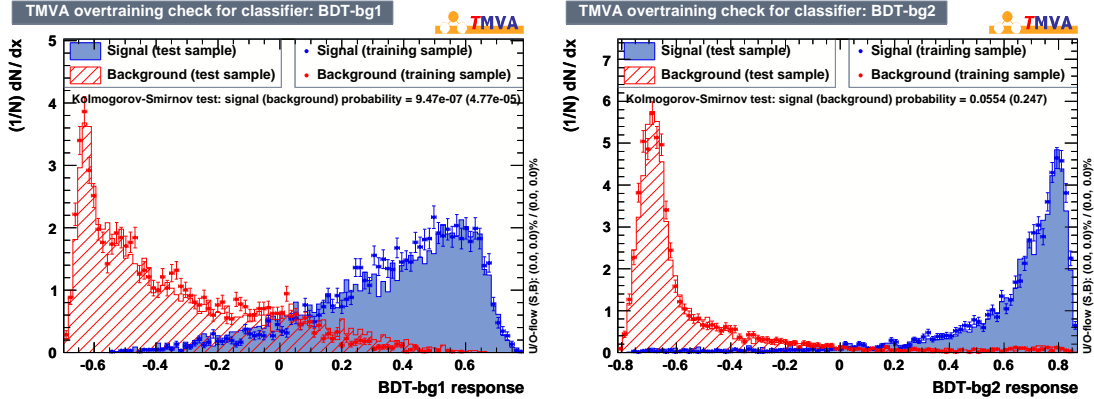 TMVA overtraining check for classifier: BDT-bg1
TMVA
(1/N) dN / dx
5
4
3
2
1
0
Signal (test sample)
Background (test sample)
Signal (training sample)
Background (training sample)
Kolmogorov-Smirnov test: signal (background) probability = 9.47e-07 (4.77e-05)
-0.6
-0.4
-0.2
0
0.2
0.4
0.6
BDT-bg1 response
U/O-flow (S,B): (0.0, 0.0)% / (0.0, 0.0)%
TMVA overtraining check for classifier: BDT-bg2
TMVA
(1/N) dN / dx
7
6
5
4
3
2
1
0
Signal (test sample)
Background (test sample)
Signal (training sample)
Background (training sample)
Kolmogorov-Smirnov test: signal (background) probability = 0.0554 (0.247)
-0.8
-0.6
-0.4
-0.2
0
0.2
0.4
0.6
0.8
BDT-bg2 response
U/O-flow (S,B): (0.0, 0.0)% / (0.0, 0.0)%